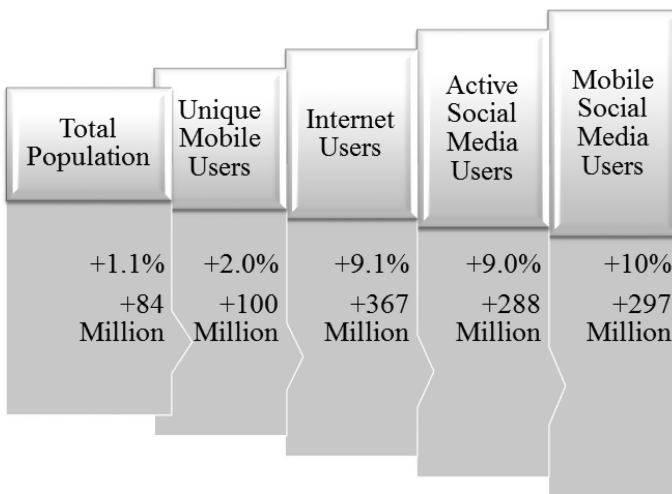 Total
Population
+1.1%
+84
Million
Unique
Mobile
Users
+2.0%
+100
Million
Internet
Users
+9.1%
+367
Million
Active
Social
Media
Users
+9.0%
+288
Million
Mobile
Social
Media
Users
+10%
+297
Million